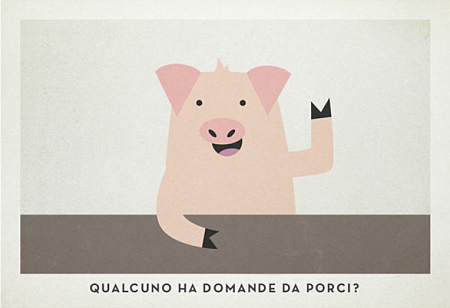 QUALCUNO HA DOMANDE DA PORCI?